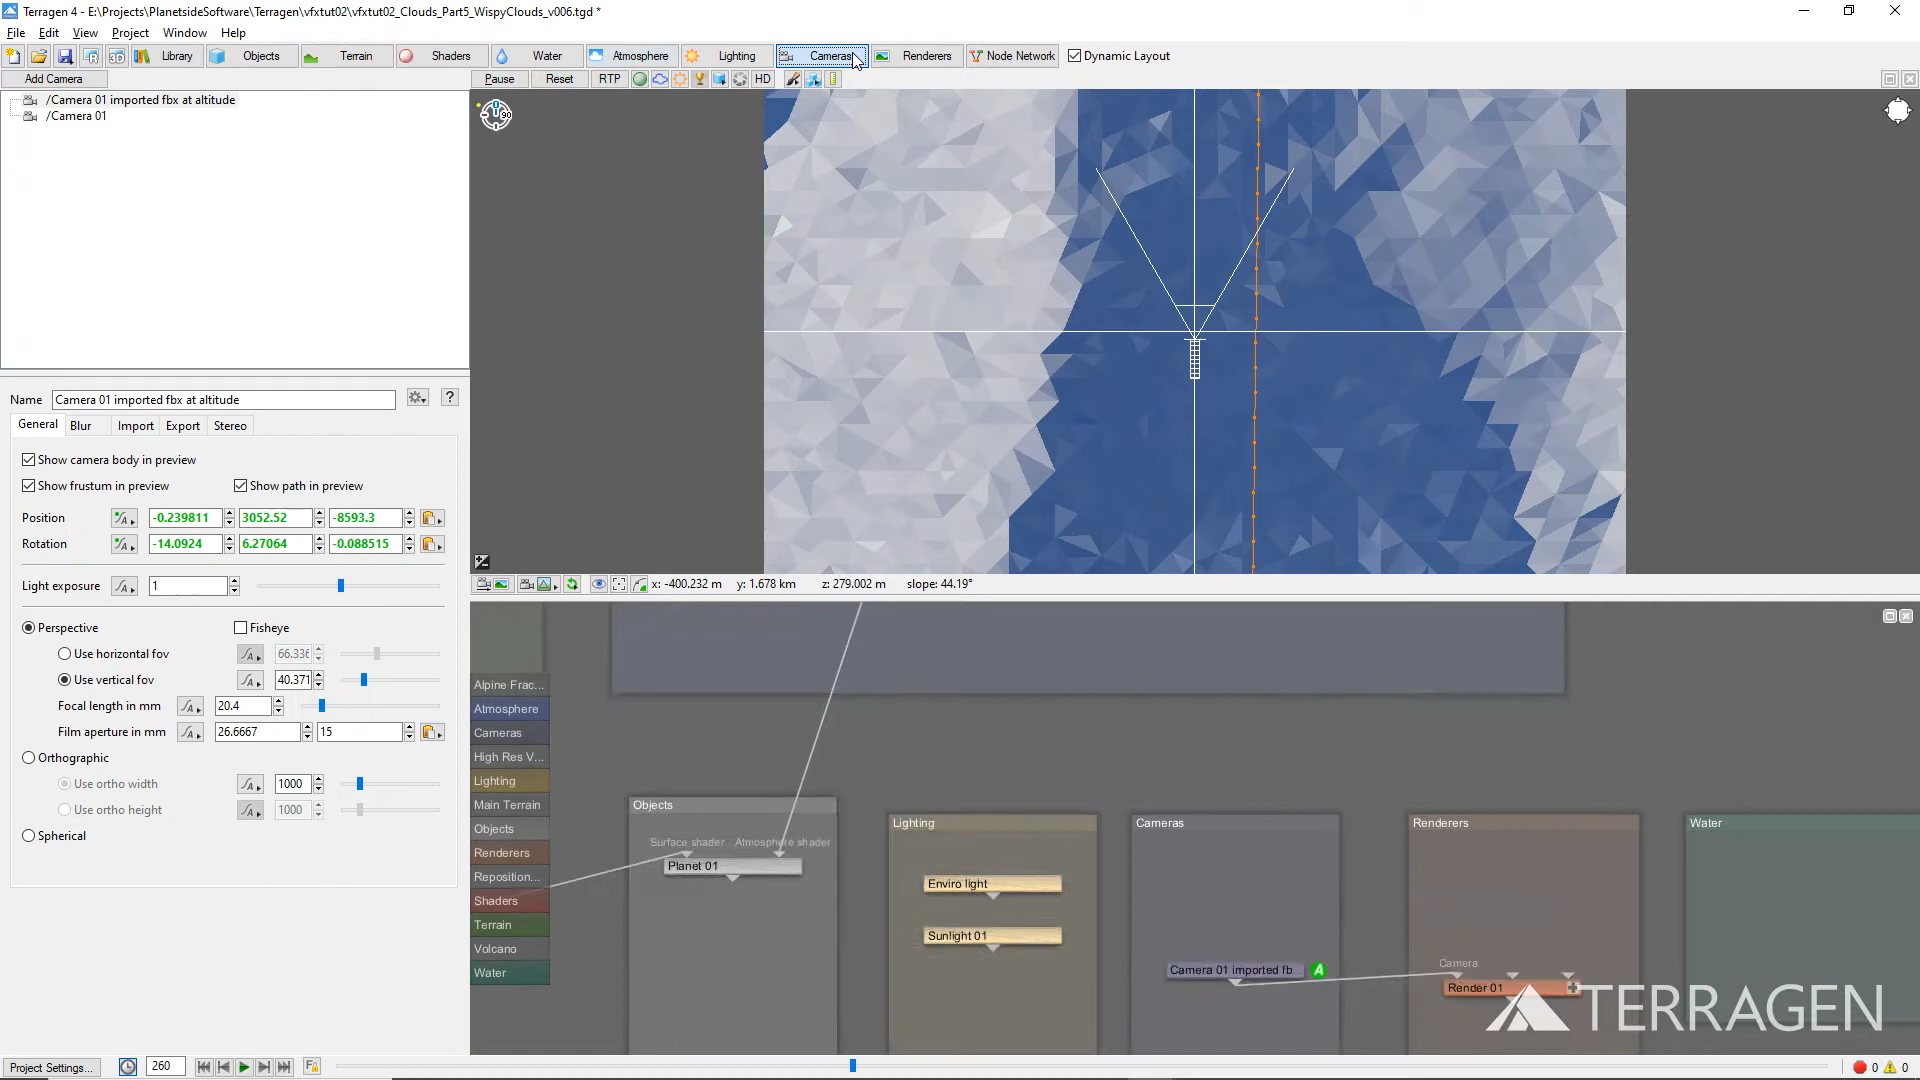 Terragen 4 - E:\Projects\PlanetsideSoftware\Terragen\vfxtut02\vfxtut02_Clouds_Part5_WispyClouds_v006.tgd *
File Edit View Project Window Help
Library Objects Terrain Shaders Water Atmosphere Lighting Cameras Renderers Node Network Dynamic Layout
Add Camera
Pause Reset RTP HD
/Camera 01 imported fbx at altitude
/Camera 01
90
Name Camera 01 imported fbx at altitude ?
General Blur Import Export Stereo
Show camera body in preview
Show frustum in preview Show path in preview
Position -0.239811 3052.52 -8593.3
Rotation -14.0924 6.27064 -0.088515
Light exposure 1
Perspective Fisheye
Use horizontal fov 66.336
Use vertical fov 40.371
Focal length in mm 20.4
Film aperture in mm 26.6667 15
Orthographic
Use ortho width 1000
Use ortho height 1000
Spherical
x: -400.232 m y: 1.678 km z: 279.002 m slope: 44.19°
Alpine Frac...
Atmosphere
Cameras
High Res V...
Lighting
Main Terrain
Objects
Renderers
Reposition...
Shaders
Terrain
Volcano
Water
Objects
Surface shader Atmosphere shader
Planet 01
Lighting
Enviro light
Sunlight 01
Cameras
Camera 01 imported fb... A
Renderers
Camera
Render 01
Water
TERRAGEN
Project Settings... 260 0 0